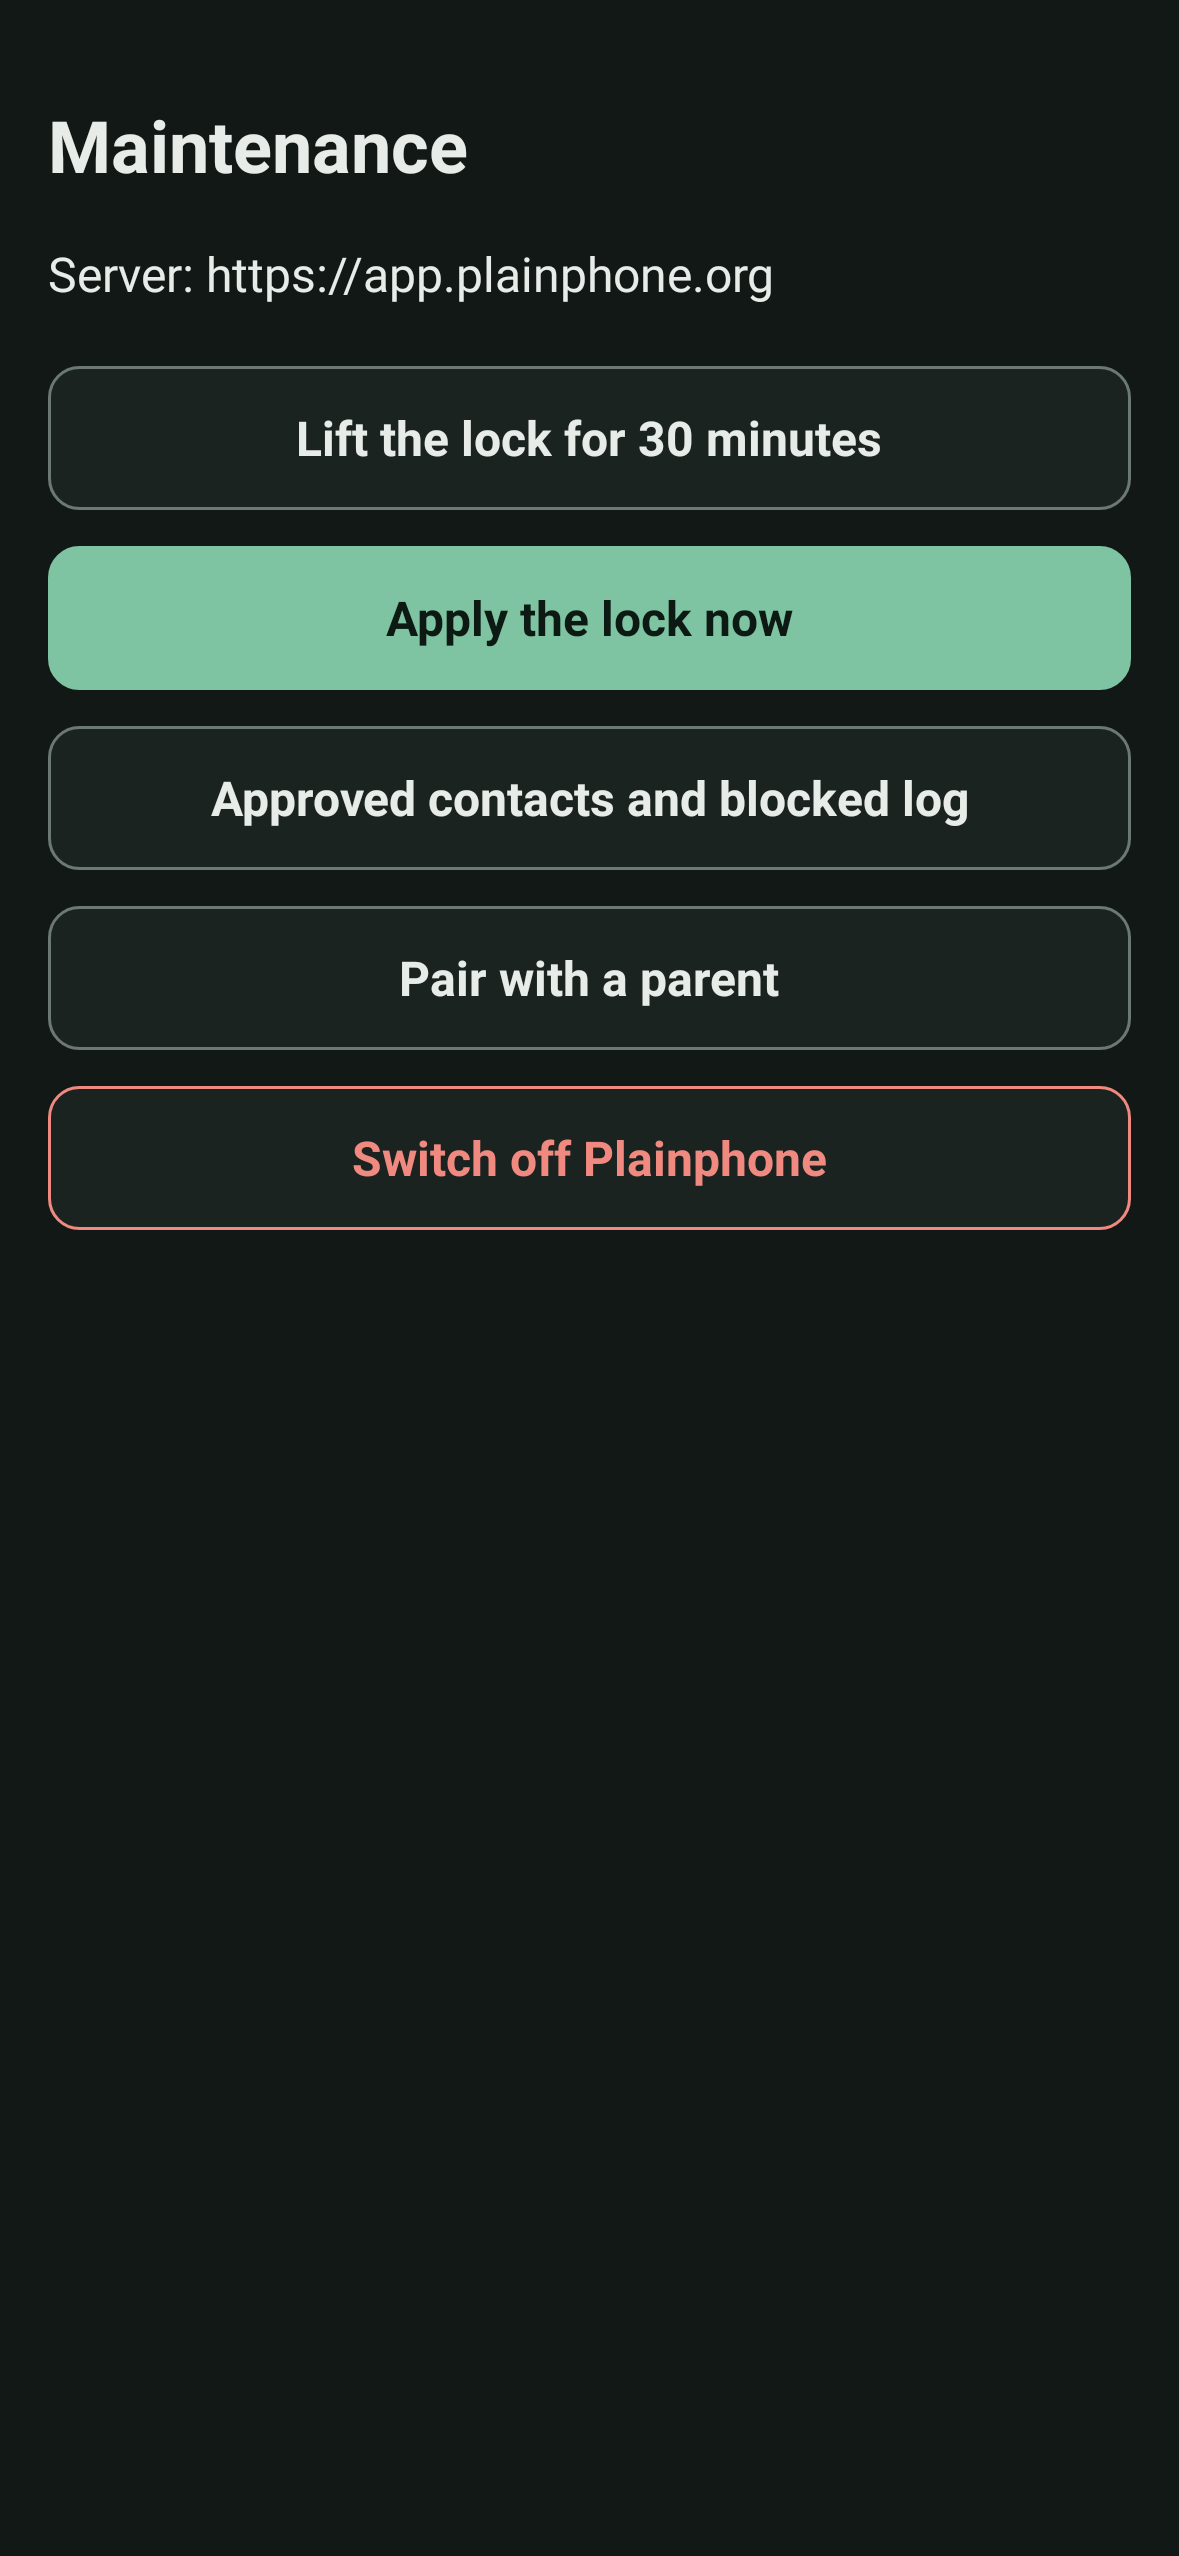 Maintenance
Server: https://app.plainphone.org
Lift the lock for 30 minutes
Apply the lock now
Approved contacts and blocked log
Pair with a parent
Switch off Plainphone